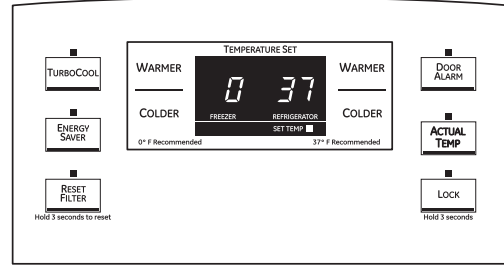 TEMPERATURE SET
TURBOCOOL
WARMER
WARMER
DOOR
ALARM
0 37
COLDER
FREEZER
REFRIGERATOR
COLDER
SET TEMP
ENERGY
SAVER
0° F Recommended
37° F Recommended
ACTUAL
TEMP
RESET
FILTER
Hold 3 seconds to reset
LOCK
Hold 3 seconds